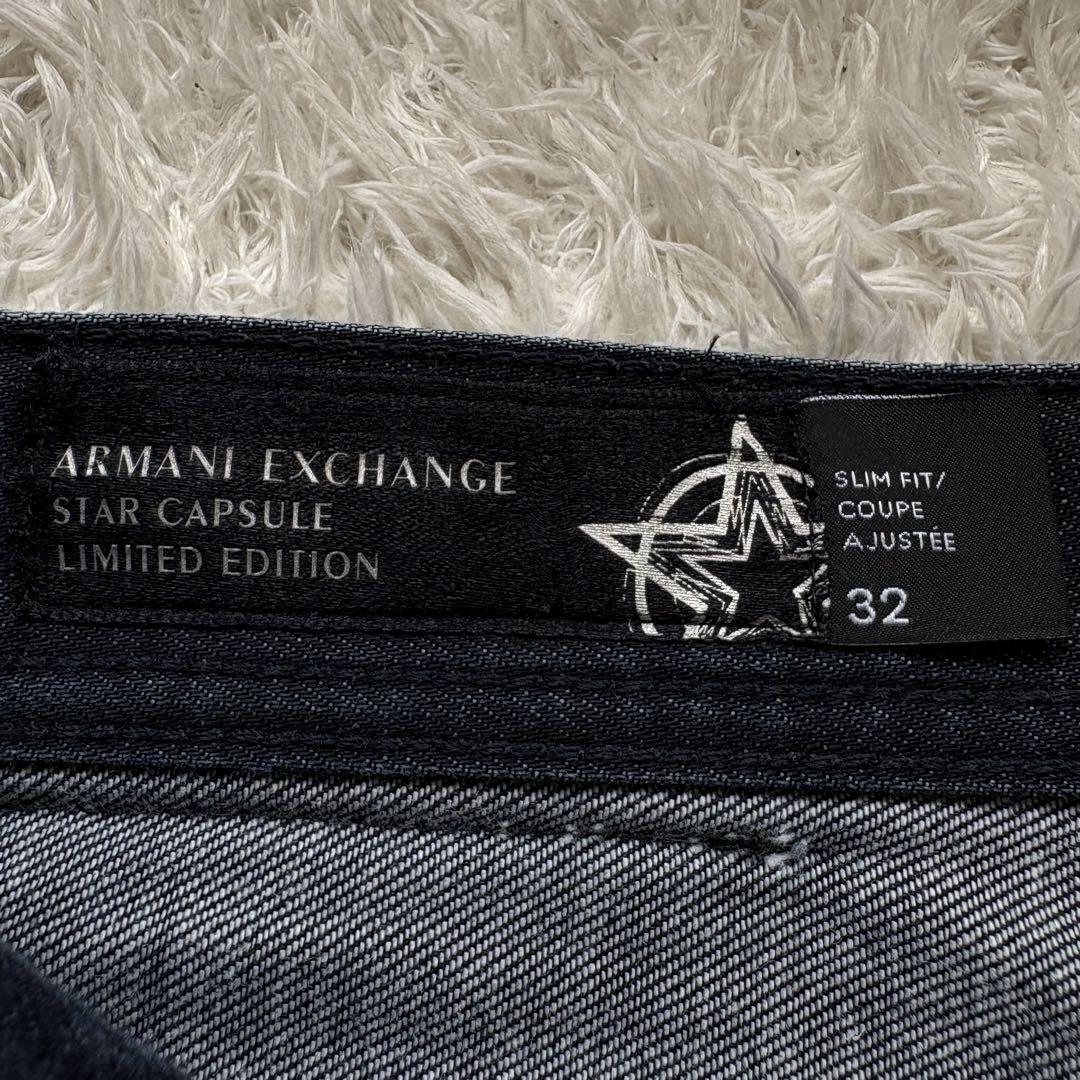 ARMANI EXCHANGE
STAR CAPSULE
LIMITED EDITION
SLIM FIT/
COUPE
AJUSTÉE
32